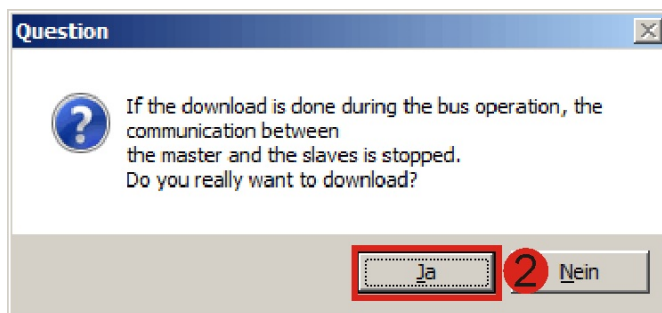 Question
If the download is done during the bus operation, the
communication between
the master and the slaves is stopped.
Do you really want to download?
Ja
2
Nein